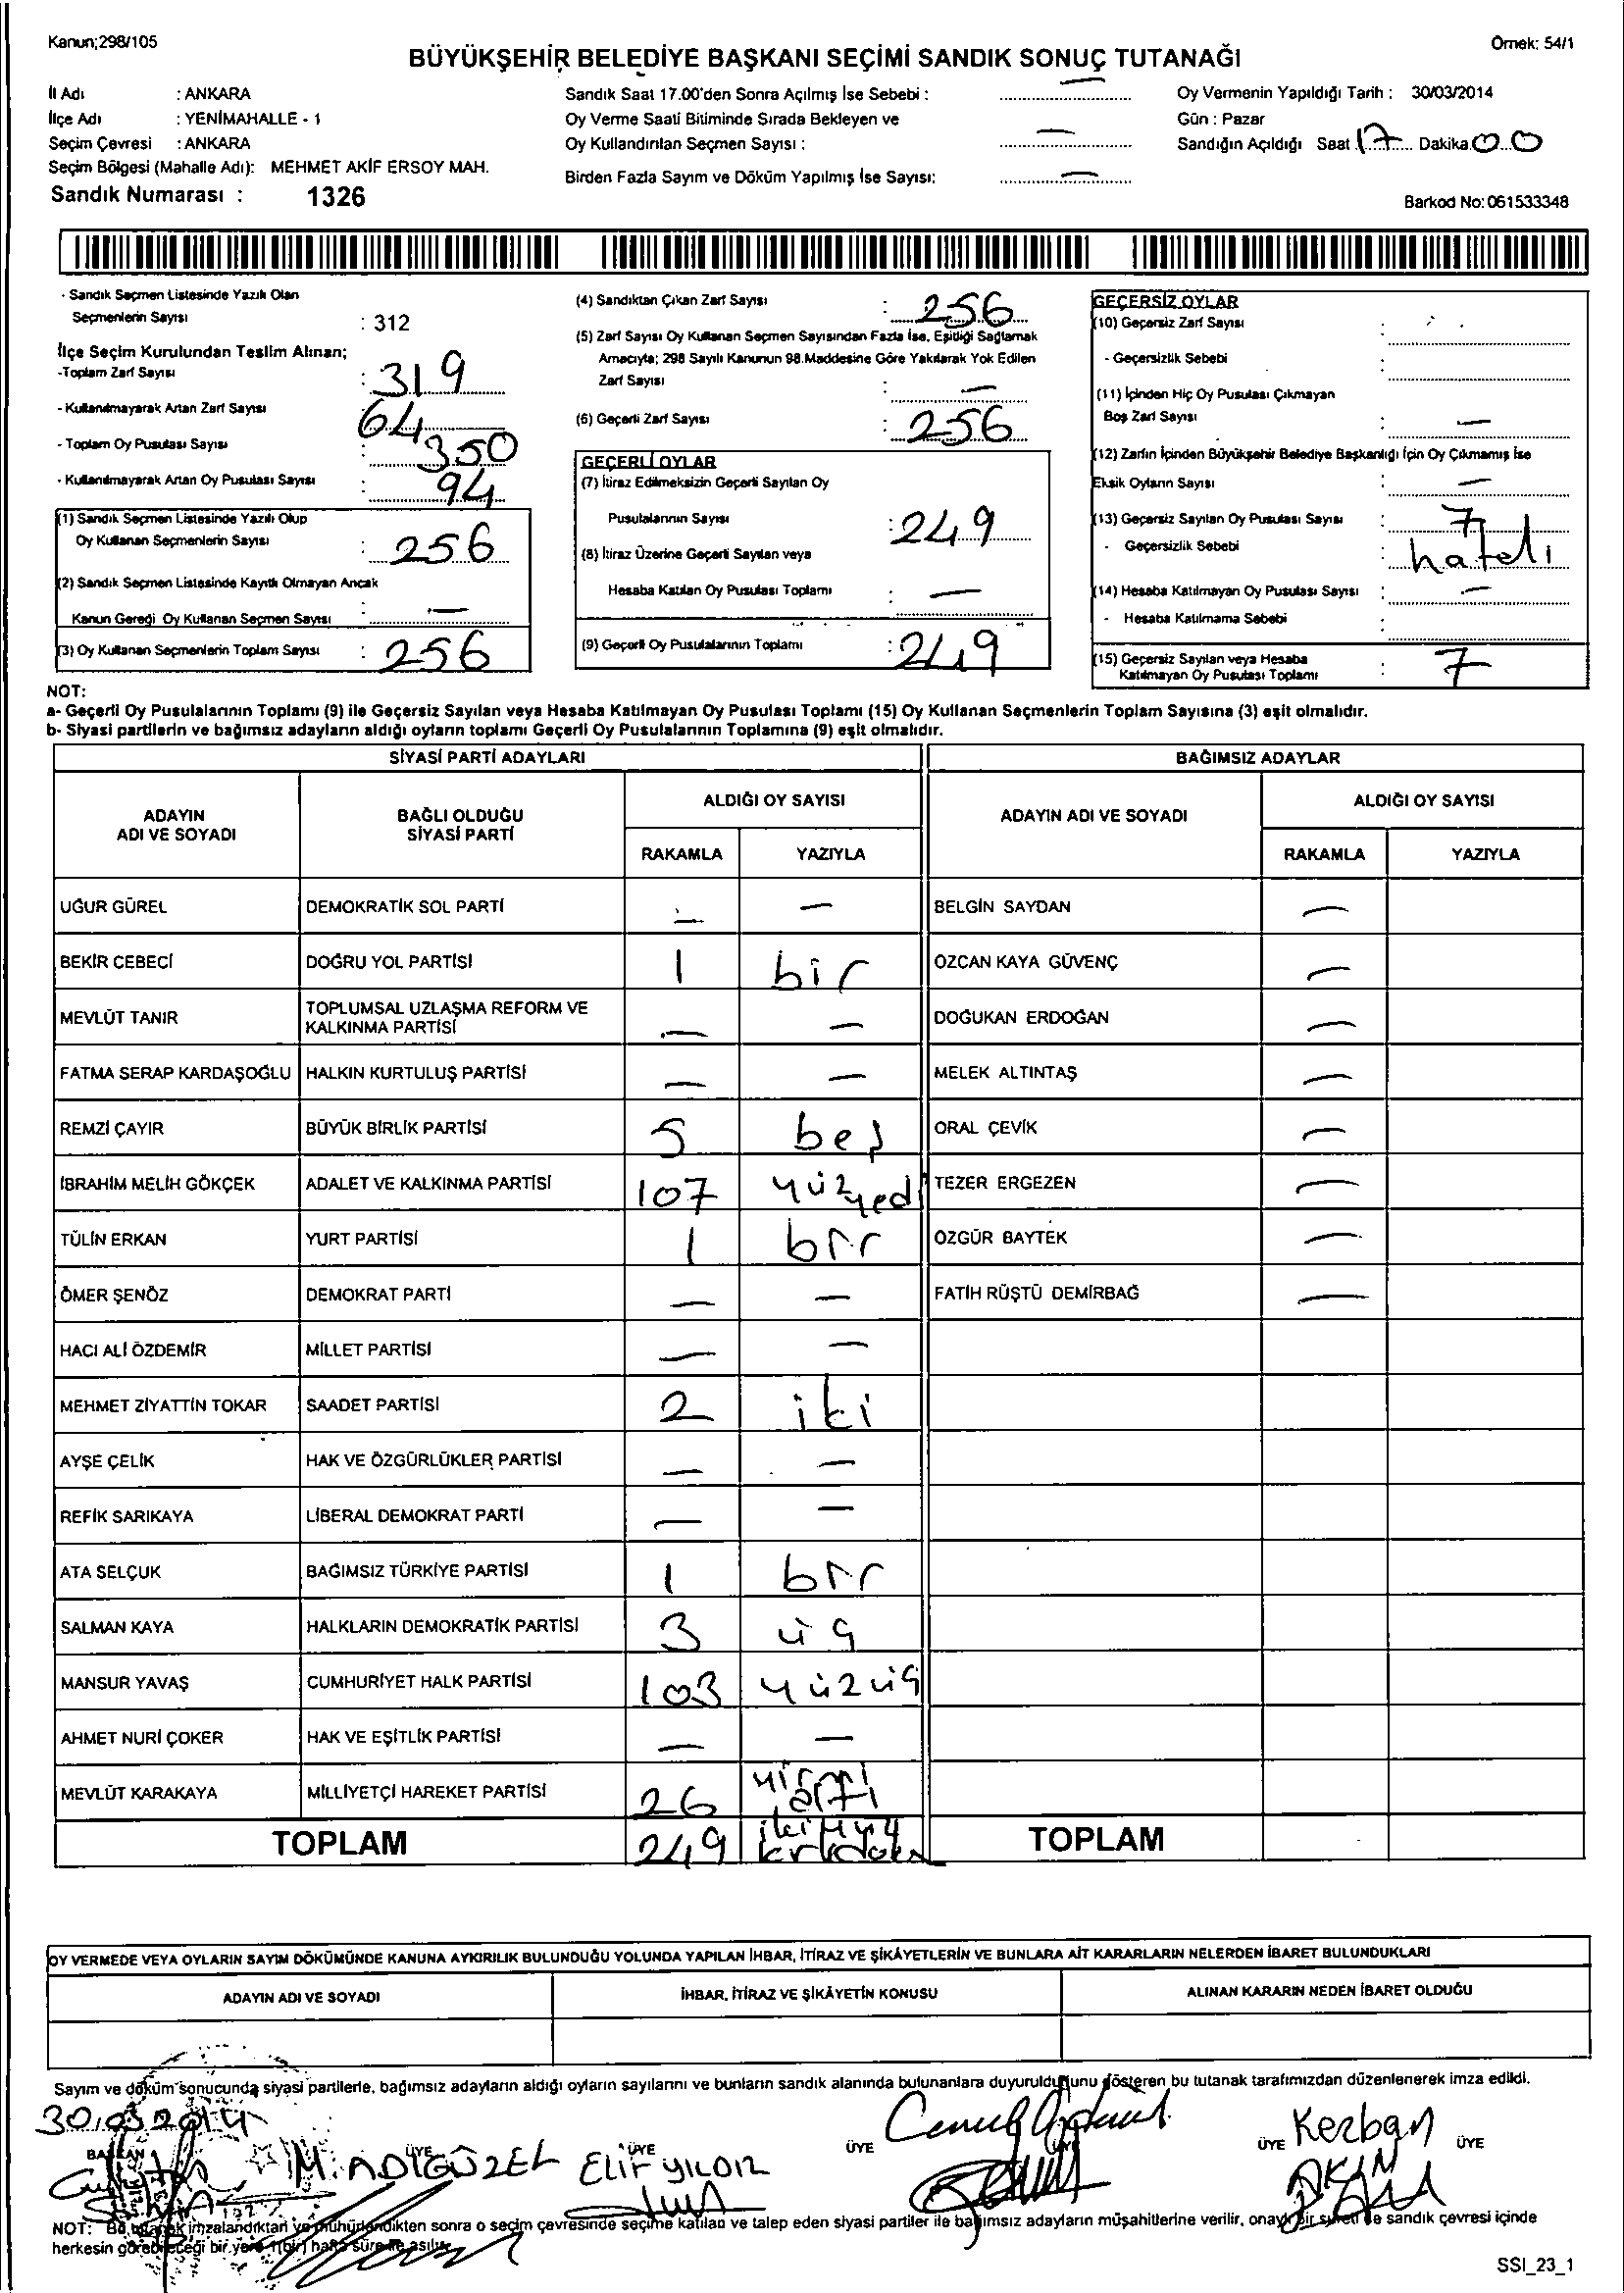 Kanun;298/105
Örnek: 54/1
BÜYÜKŞEHİR BELEDİYE BAŞKANI SEÇİMİ SANDIK SONUÇ TUTANAĞI
İl Adı : ANKARA
İlçe Adı : YENİMAHALLE - 1
Seçim Çevresi : ANKARA
Seçim Bölgesi (Mahalle Adı): MEHMET AKİF ERSOY MAH.
Sandık Numarası : 1326
Sandık Saat 17.00'den Sonra Açılmış İse Sebebi : —
Oy Verme Saati Bitiminde Sırada Bekleyen ve
Oy Kullandırılan Seçmen Sayısı : —
Birden Fazla Sayım ve Döküm Yapılmış İse Sayısı: —
Oy Vermenin Yapıldığı Tarih : 30/03/2014
Gün : Pazar
Sandığın Açıldığı Saat 17 Dakika 00
Barkod No: 061533348
- Sandık Seçmen Listesinde Yazılı Olan
Seçmenlerin Sayısı : 312
İlçe Seçim Kurulundan Teslim Alınan;
-Toplam Zarf Sayısı : 319
- Kullanılmayarak Artan Zarf Sayısı : 64
- Toplam Oy Pusulası Sayısı : 350
- Kullanılmayarak Artan Oy Pusulası Sayısı : 94
(1) Sandık Seçmen Listesinde Yazılı Olup
Oy Kullanan Seçmenlerin Sayısı : 256
(2) Sandık Seçmen Listesinde Kayıtlı Olmayan Ancak
Kanun Gereği Oy Kullanan Seçmen Sayısı : —
(3) Oy Kullanan Seçmenlerin Toplam Sayısı : 256
(4) Sandıktan Çıkan Zarf Sayısı : 256
(5) Zarf Sayısı Oy Kullanan Seçmen Sayısından Fazla İse, Eşitliği Sağlamak
Amacıyla; 298 Sayılı Kanunun 98.Maddesine Göre Yakılarak Yok Edilen
Zarf Sayısı : —
(6) Geçerli Zarf Sayısı : 256
GEÇERLİ OYLAR
(7) İtiraz Edilmeksizin Geçerli Sayılan Oy
Pusulalarının Sayısı : 249
(8) İtiraz Üzerine Geçerli Sayılan veya
Hesaba Katılan Oy Pusulası Toplamı : —
(9) Geçerli Oy Pusulalarının Toplamı : 249
GEÇERSİZ OYLAR
(10) Geçersiz Zarf Sayısı :
- Geçersizlik Sebebi :
(11) İçinden Hiç Oy Pusulası Çıkmayan
Boş Zarf Sayısı : —
(12) Zarfın İçinden Büyükşehir Belediye Başkanlığı İçin Oy Çıkmamış İse
Eksik Oyların Sayısı : —
(13) Geçersiz Sayılan Oy Pusulası Sayısı : 7
- Geçersizlik Sebebi : hatalı
(14) Hesaba Katılmayan Oy Pusulası Sayısı : —
- Hesaba Katılmama Sebebi :
(15) Geçersiz Sayılan veya Hesaba
Katılmayan Oy Pusulası Toplamı : 7
NOT:
a- Geçerli Oy Pusulalarının Toplamı (9) ile Geçersiz Sayılan veya Hesaba Katılmayan Oy Pusulası Toplamı (15) Oy Kullanan Seçmenlerin Toplam Sayısına (3) eşit olmalıdır.
b- Siyasi partilerin ve bağımsız adayların aldığı oyların toplamı Geçerli Oy Pusulalarının Toplamına (9) eşit olmalıdır.
SİYASİ PARTİ ADAYLARI BAĞIMSIZ ADAYLAR
ADAYIN ADI VE SOYADI BAĞLI OLDUĞU SİYASİ PARTİ ALDIĞI OY SAYISI ADAYIN ADI VE SOYADI ALDIĞI OY SAYISI
RAKAMLA YAZIYLA RAKAMLA YAZIYLA
UĞUR GÜREL DEMOKRATİK SOL PARTİ — — BELGİN SAYDAN —
BEKİR CEBECİ DOĞRU YOL PARTİSİ 1 bir ÖZCAN KAYA GÜVENÇ —
MEVLÜT TANIR TOPLUMSAL UZLAŞMA REFORM VE KALKINMA PARTİSİ — — DOĞUKAN ERDOĞAN —
FATMA SERAP KARDAŞOĞLU HALKIN KURTULUŞ PARTİSİ — — MELEK ALTINTAŞ —
REMZİ ÇAYIR BÜYÜK BİRLİK PARTİSİ 5 beş ORAL ÇEVİK —
İBRAHİM MELİH GÖKÇEK ADALET VE KALKINMA PARTİSİ 107 yüzyedi TEZER ERGEZEN —
TÜLİN ERKAN YURT PARTİSİ 1 bir ÖZGÜR BAYTEK —
ÖMER ŞENÖZ DEMOKRAT PARTİ — — FATİH RÜŞTÜ DEMİRBAĞ —
HACI ALİ ÖZDEMİR MİLLET PARTİSİ — —
MEHMET ZİYATTİN TOKAR SAADET PARTİSİ 2 iki
AYŞE ÇELİK HAK VE ÖZGÜRLÜKLER PARTİSİ — —
REFİK SARIKAYA LİBERAL DEMOKRAT PARTİ — —
ATA SELÇUK BAĞIMSIZ TÜRKİYE PARTİSİ 1 bir
SALMAN KAYA HALKLARIN DEMOKRATİK PARTİSİ 3 üç
MANSUR YAVAŞ CUMHURİYET HALK PARTİSİ 103 yüzüç
AHMET NURİ ÇOKER HAK VE EŞİTLİK PARTİSİ — —
MEVLÜT KARAKAYA MİLLİYETÇİ HAREKET PARTİSİ 26 yirmi altı
TOPLAM 249 TOPLAM
OY VERMEDE VEYA OYLARIN SAYIM DÖKÜMÜNDE KANUNA AYKIRILIK BULUNDUĞU YOLUNDA YAPILAN İHBAR, İTİRAZ VE ŞİKÂYETLERİN VE BUNLARA AİT KARARLARIN NELERDEN İBARET BULUNDUKLARI
ADAYIN ADI VE SOYADI İHBAR, İTİRAZ VE ŞİKÂYETİN KONUSU ALINAN KARARIN NEDEN İBARET OLDUĞU
Sayım ve döküm sonucunda siyasi partilerle, bağımsız adayların aldığı oyların sayılarını ve bunların sandık alanında bulunanlara duyurulduğunu gösteren bu tutanak tarafımızdan düzenlenerek imza edildi.
30.03.2014
BAŞKAN ÜYE ÜYE ÜYE ÜYE ÜYE
M. ADIGÜZEL ELİF YILDIZ Kezban AKIN
NOT: Bu tutanak imzalandıktan ve mühürlendikten sonra o seçim çevresinde seçime katılan ve talep eden siyasi partiler ile bağımsız adayların müşahitlerine verilir, onaylı bir sureti de sandık çevresi içinde
herkesin görebileceği bir yere 1(bir) hafta süre ile asılır.
SSI_23_1